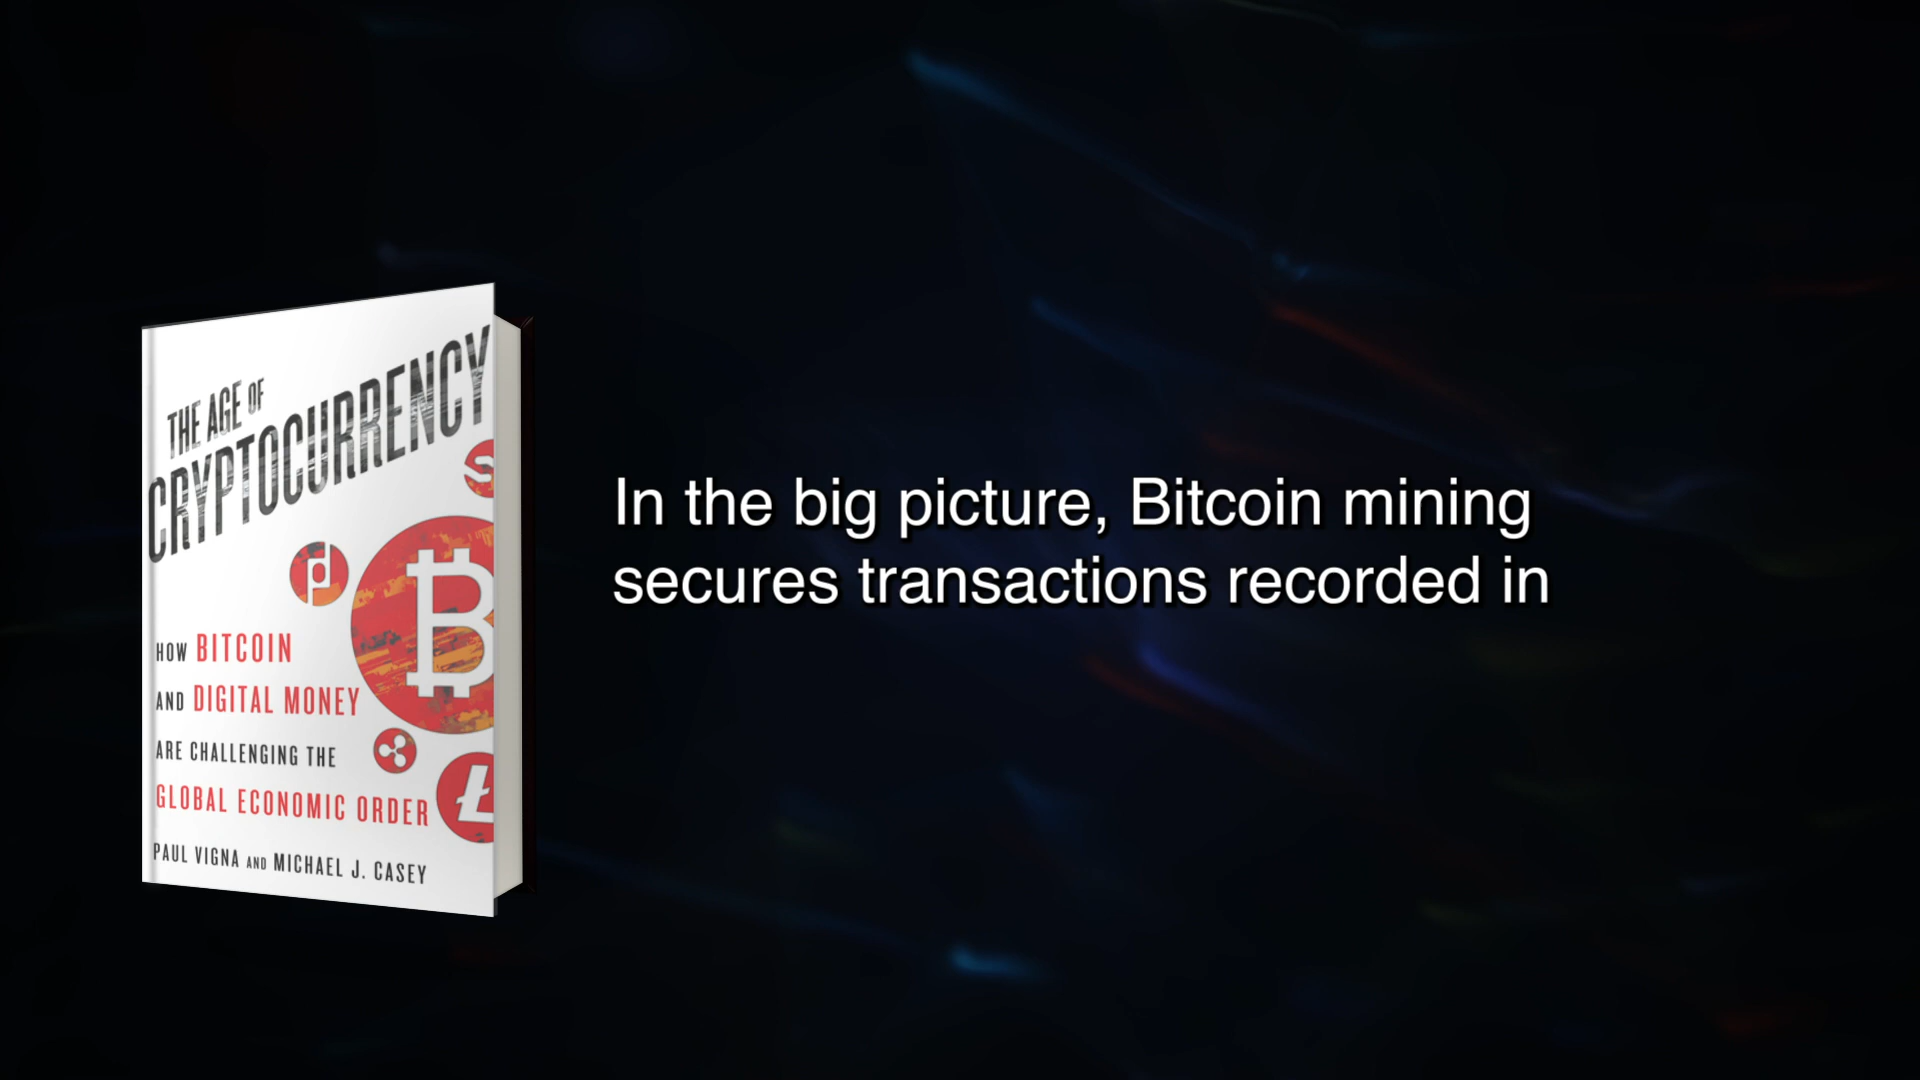 THE AGE OF
CRYPTOCURRENCY
HOW BITCOIN
AND DIGITAL MONEY
ARE CHALLENGING THE
GLOBAL ECONOMIC ORDER
PAUL VIGNA AND MICHAEL J. CASEY
In the big picture, Bitcoin mining
secures transactions recorded in